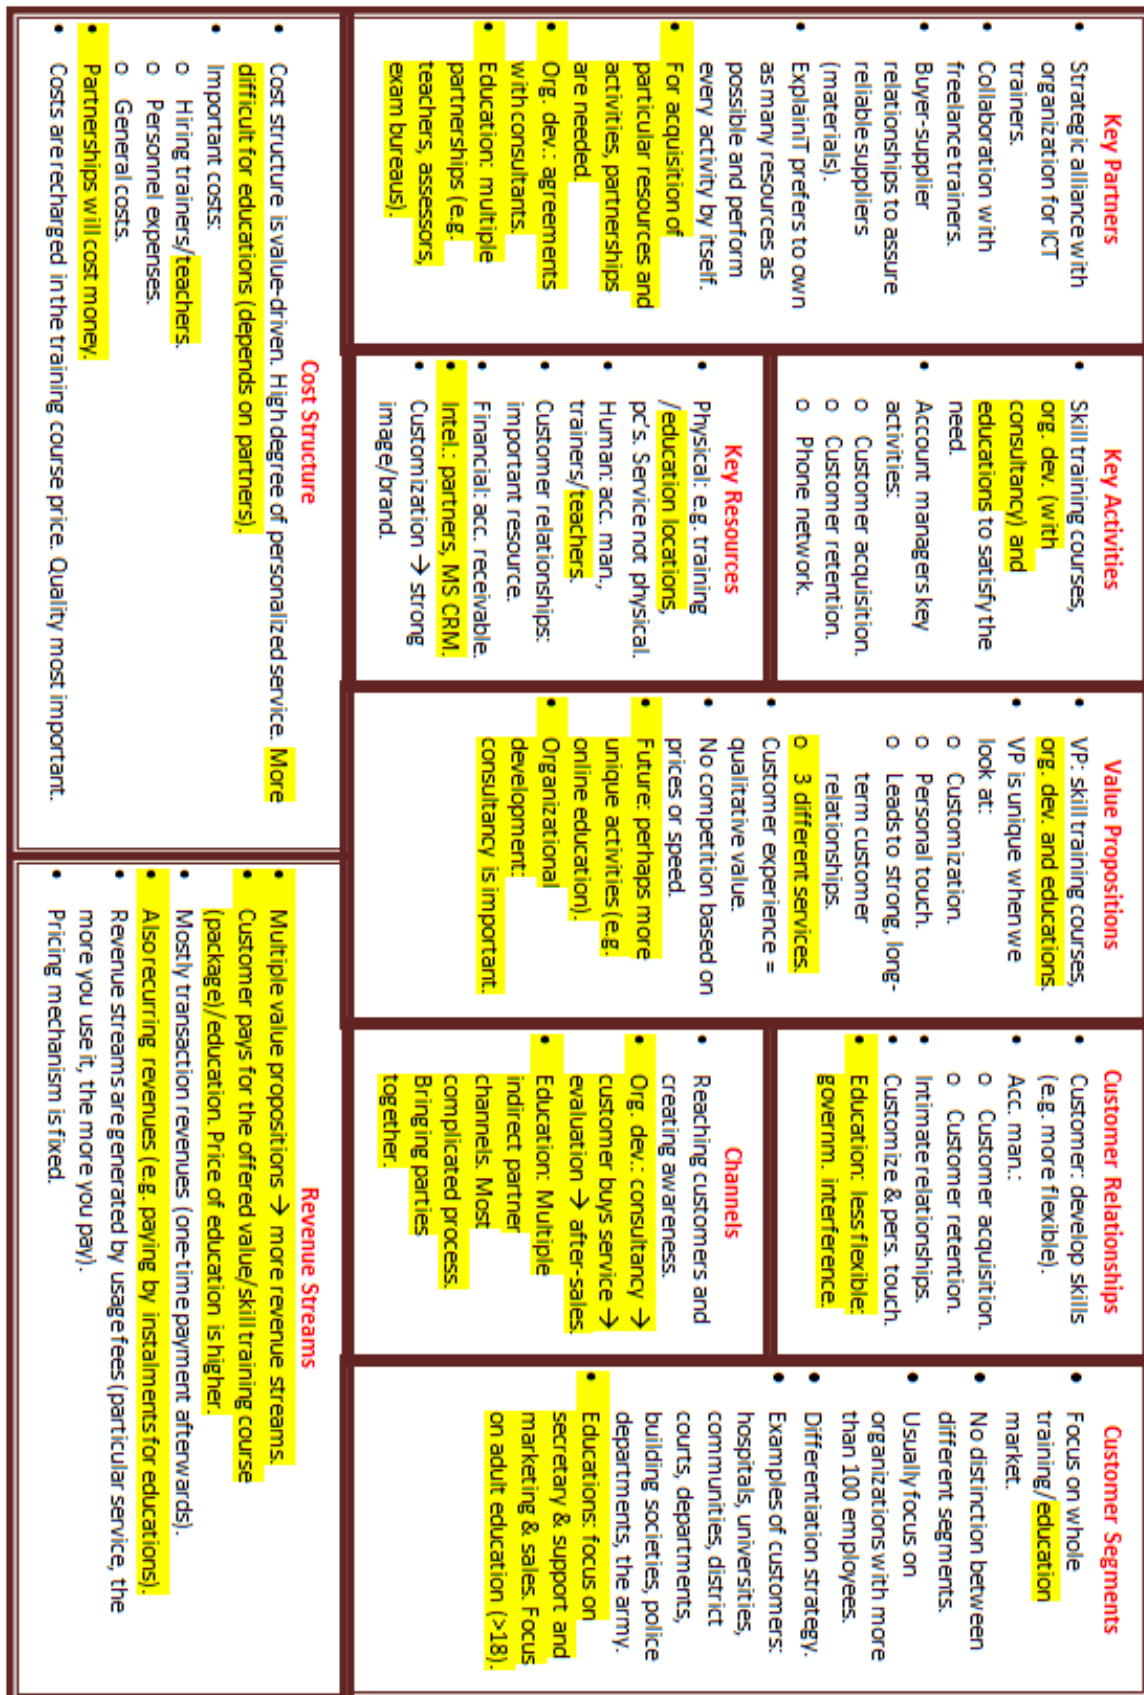 Key Partners
• Strategic alliance with
organization for ICT
trainers.
• Collaboration with
freelance trainers.
• Buyer-supplier
relationships to assure
reliable suppliers
(materials).
• ExplainIT prefers to own
as many resources as
possible and perform
every activity by itself.
• For acquisition of
particular resources and
activities, partnerships
are needed.
• Org. dev.: agreements
with consultants.
• Education: multiple
partnerships (e.g.
teachers, assessors,
exam bureaus).
Key Activities
• Skill training courses,
org. dev. (with
consultancy) and
educations to satisfy the
need.
• Account managers key
activities:
o Customer acquisition.
o Customer retention.
o Phone network.
Key Resources
• Physical: e.g. training
/education locations,
pc's. Service not physical.
• Human: acc. man.,
trainers/teachers.
• Customer relationships:
important resource.
• Financial: acc. receivable.
• Intel.: partners, MS CRM.
• Customization → strong
image/brand.
Value Propositions
• VP: skill training courses,
org. dev. and educations.
• VP is unique when we
look at:
o Customization.
o Personal touch.
o Leads to strong, long-
term customer
relationships.
o 3 different services.
• Customer experience =
qualitative value.
• No competition based on
prices or speed.
• Future: perhaps more
unique activities (e.g.
online education).
• Organizational
development:
consultancy is important.
Customer Relationships
• Customer: develop skills
(e.g. more flexible).
• Acc. man.:
o Customer acquisition.
o Customer retention.
• Intimate relationships.
• Customize & pers. touch.
• Education: less flexible:
governm. interference.
Channels
• Reaching customers and
creating awareness.
• Org. dev.: consultancy →
customer buys service →
evaluation → after-sales.
• Education: Multiple
indirect partner
channels. Most
complicated process.
Bringing parties
together.
Customer Segments
• Focus on whole
training/education
market.
• No distinction between
different segments.
• Usually focus on
organizations with more
than 100 employees.
• Differentiation strategy.
• Examples of customers:
hospitals, universities,
communities, district
courts, departments,
building societies, police
departments, the army.
• Educations: focus on
secretary & support and
marketing & sales. Focus
on adult education (>18).
Cost Structure
• Cost structure is value-driven. High degree of personalized service. More
difficult for educations (depends on partners).
• Important costs:
o Hiring trainers/teachers.
o Personnel expenses.
o General costs.
• Partnerships will cost money.
• Costs are recharged in the training course price. Quality most important.
Revenue Streams
• Multiple value propositions → more revenue streams.
• Customer pays for the offered value/skill training course
(package)/education. Price of education is higher.
• Mostly transaction revenues (one-time payment afterwards).
• Also recurring revenues (e.g. paying by instalments for educations).
• Revenue streams are generated by usage fees (particular service, the
more you use it, the more you pay).
• Pricing mechanism is fixed.